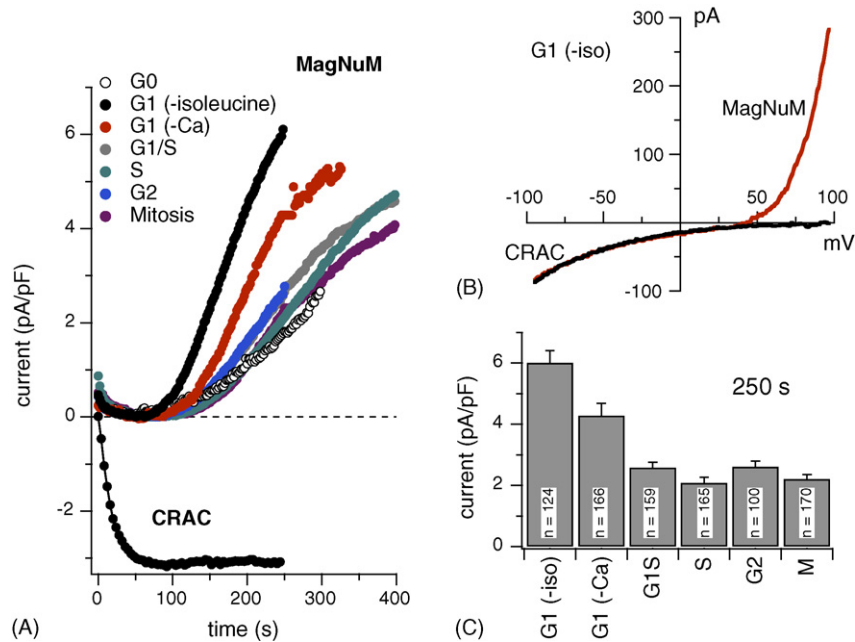 MagNuM
G0
G1 (-isoleucine)
G1 (-Ca)
G1/S
S
G2
Mitosis
6
4
2
0
-2
current (pA/pF)
CRAC
0
100
200
300
400
time (s)
(A)
pA
G1 (-iso)
300
250
200
150
100
50
MagNuM
-100
-50
50
100
mV
CRAC
-100
(B)
6
4
2
0
current (pA/pF)
250 s
n = 124
n = 166
n = 159
n = 165
n = 100
n = 170
G1 (-iso)
G1 (-Ca)
G1S
S
G2
M
(C)